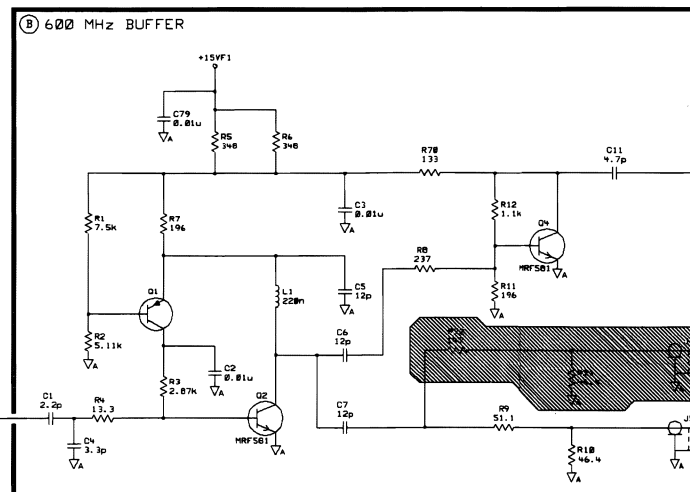 B 600 MHz BUFFER
+15VF1
C79
0.01u
A
R5
348
R6
348
R70
133
C11
4.7p
R1
7.5k
R7
196
C3
0.01u
A
R12
1.1k
Q4
MRF581
A
R8
237
R11
196
A
Q1
L1
220n
C5
12p
A
R2
5.11k
A
C6
12p
C2
0.01u
A
R3
2.87k
Q2
MRF581
A
C1
2.2p
R4
13.3
C4
3.3p
A
C7
12p
R9
51.1
R10
46.4
A
A